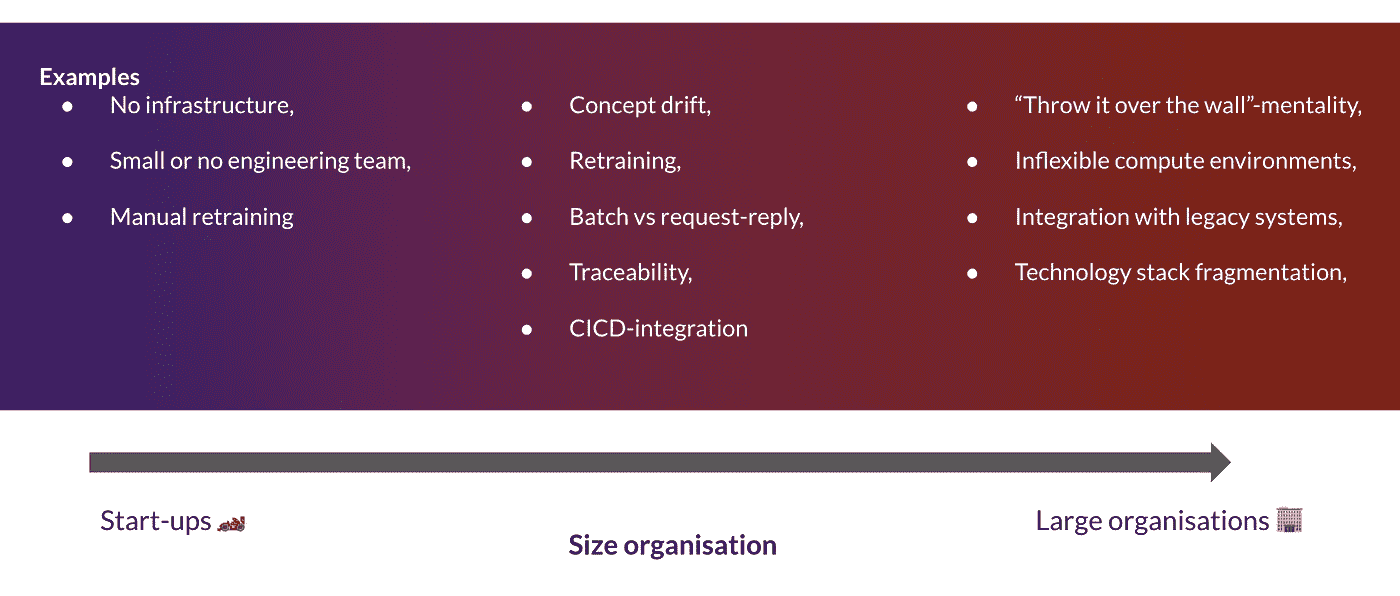 Examples
● No infrastructure,
● Small or no engineering team,
● Manual retraining
● Concept drift,
● Retraining,
● Batch vs request-reply,
● Traceability,
● CICD-integration
● “Throw it over the wall”-mentality,
● Inflexible compute environments,
● Integration with legacy systems,
● Technology stack fragmentation,
Start-ups
Large organisations
Size organisation